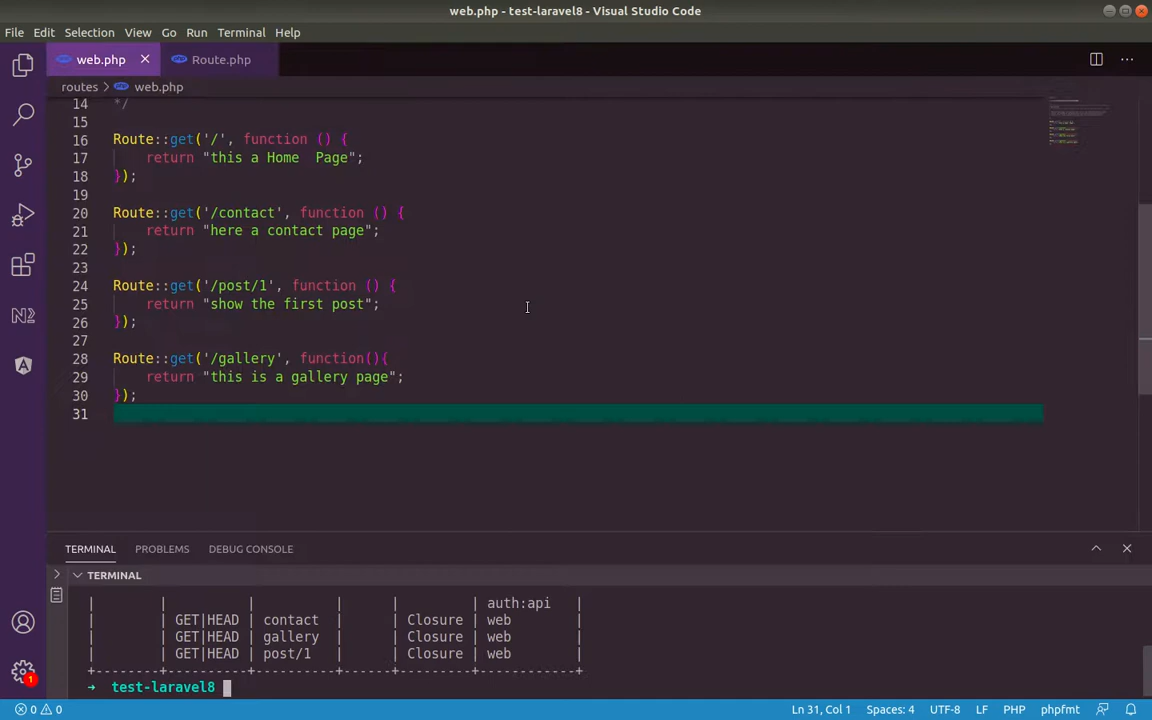 web.php - test-laravel8 - Visual Studio Code
File Edit Selection View Go Run Terminal Help
web.php Route.php
routes > web.php
14 */
15
16 Route::get('/', function () {
17     return "this a Home  Page";
18 });
19
20 Route::get('/contact', function () {
21     return "here a contact page";
22 });
23
24 Route::get('/post/1', function () {
25     return "show the first post";
26 });
27
28 Route::get('/gallery', function(){
29     return "this is a gallery page";
30 });
31
TERMINAL PROBLEMS DEBUG CONSOLE
TERMINAL
|        |          |          |      |         | auth:api   |
|        | GET|HEAD | contact  |      | Closure | web        |
|        | GET|HEAD | gallery  |      | Closure | web        |
|        | GET|HEAD | post/1   |      | Closure | web        |
+--------+----------+----------+------+---------+------------+
→ test-laravel8
1
0 0 Ln 31, Col 1 Spaces: 4 UTF-8 LF PHP phpfmt